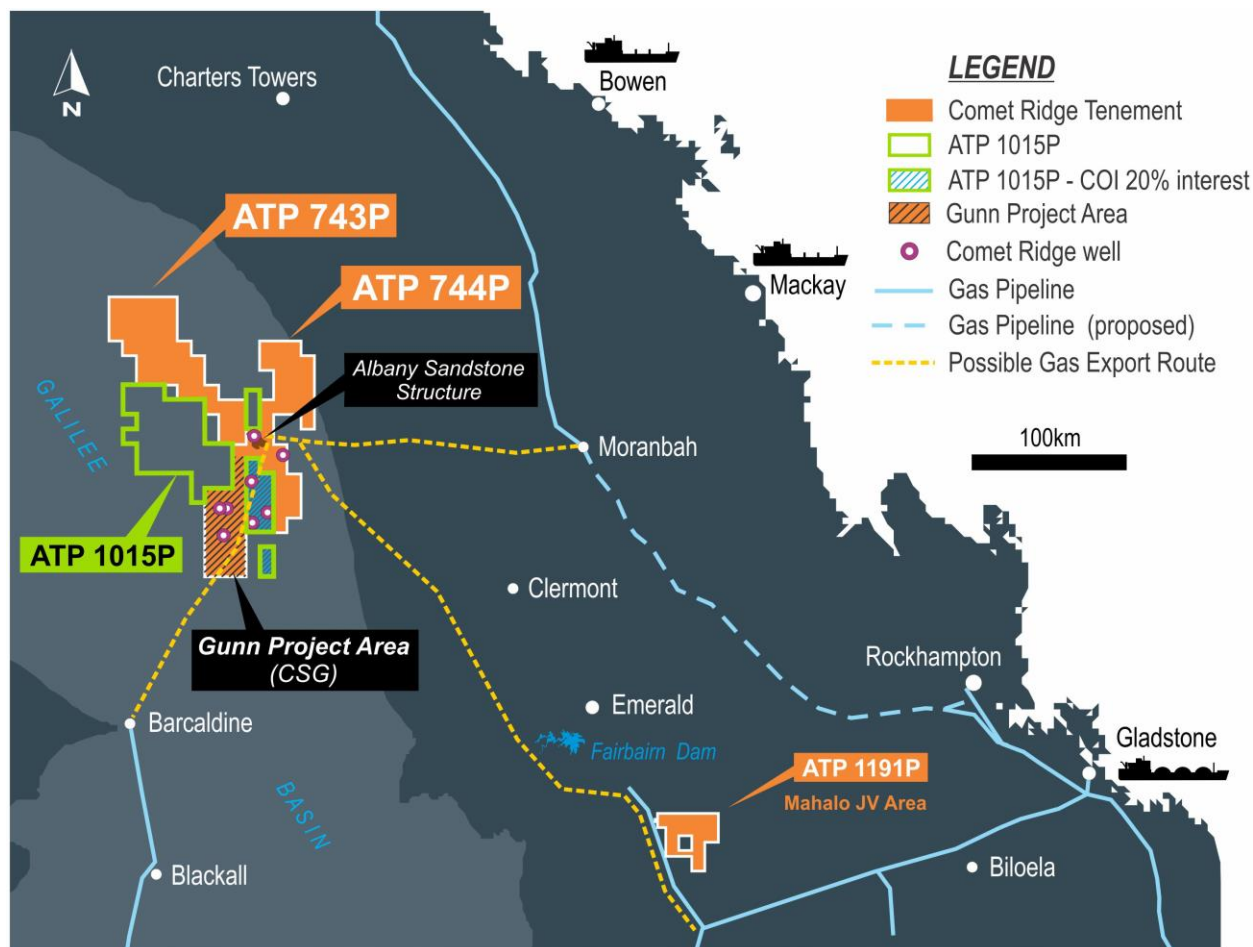 N
Charters Towers
Bowen
LEGEND
Comet Ridge Tenement
ATP 1015P
ATP 1015P - COI 20% interest
Gunn Project Area
Comet Ridge well
Gas Pipeline
Gas Pipeline (proposed)
Possible Gas Export Route
100km
ATP 743P
ATP 744P
Mackay
Albany Sandstone
Structure
GALILEE
Moranbah
ATP 1015P
Clermont
Gunn Project Area
(CSG)
Rockhampton
Barcaldine
Emerald
Fairbairn Dam
Gladstone
ATP 1191P
Mahalo JV Area
BASIN
Blackall
Biloela